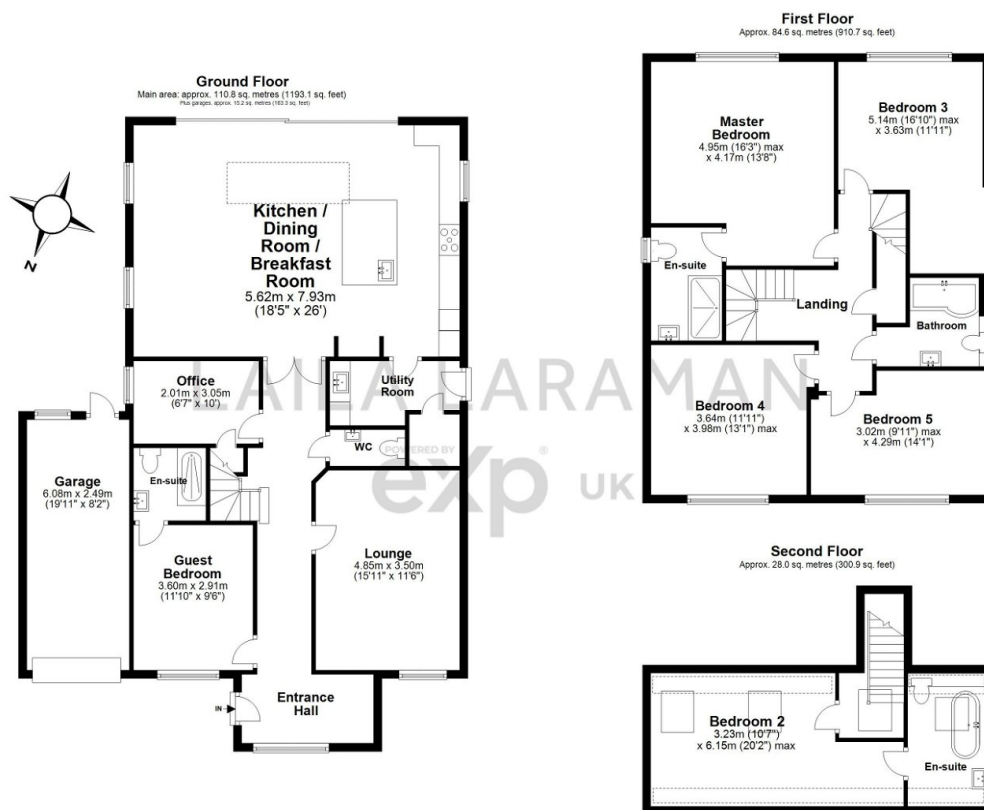 Ground Floor
Main area: approx. 110.8 sq. metres (1193.1 sq. feet)
Plus garages, approx. 15.2 sq. metres (163.3 sq. feet)
N
Kitchen /
Dining
Room /
Breakfast
Room
5.62m x 7.93m
(18'5" x 26')
Office
2.01m x 3.05m
(6'7" x 10')
Utility
Room
WC
Garage
6.08m x 2.49m
(19'11" x 8'2")
En-suite
Guest
Bedroom
3.60m x 2.91m
(11'10" x 9'6")
Lounge
4.85m x 3.50m
(15'11" x 11'6")
IN
Entrance
Hall
First Floor
Approx. 84.6 sq. metres (910.7 sq. feet)
Master
Bedroom
4.95m (16'3") max
x 4.17m (13'8")
Bedroom 3
5.14m (16'10") max
x 3.63m (11'11")
En-suite
Landing
Bathroom
Bedroom 4
3.64m (11'11")
x 3.98m (13'1") max
Bedroom 5
3.02m (9'11") max
x 4.29m (14'1")
Second Floor
Approx. 28.0 sq. metres (300.9 sq. feet)
Bedroom 2
3.23m (10'7")
x 6.15m (20'2") max
En-suite
LAILA LARAMAN
POWERED BY
exp® UK